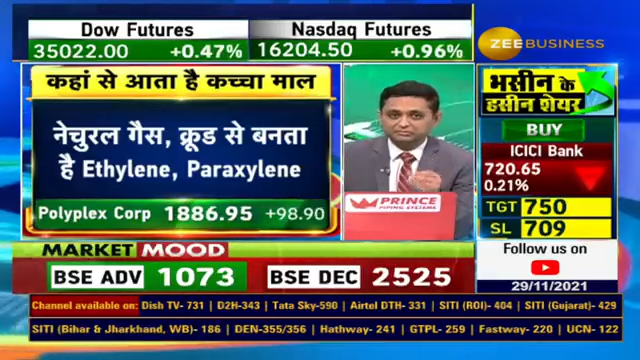 Dow Futures
35022.00 +0.47%
Nasdaq Futures
16204.50 +0.96%
ZEE BUSINESS
कहां से आता है कच्चा माल
नेचुरल गैस, क्रूड से बनता
है Ethylene, Paraxylene
Polyplex Corp 1886.95 +98.90
PRINCE
PIPING SYSTEMS
भसीन के
हसीन शेयर
BUY
ICICI Bank
720.65
0.21%
TGT 750
SL 709
MARKET MOOD
BSE ADV 1073 BSE DEC 2525
Follow us on
29/11/2021
Channel available on: Dish TV- 731 | D2H-343 | Tata Sky-590 | Airtel DTH- 331 | SITI (ROI)- 404 | SITI (Gujarat)- 429
SITI (Bihar & Jharkhand, WB)- 186 | DEN-355/356 | Hathway- 241 | GTPL- 259 | Fastway- 220 | UCN- 122